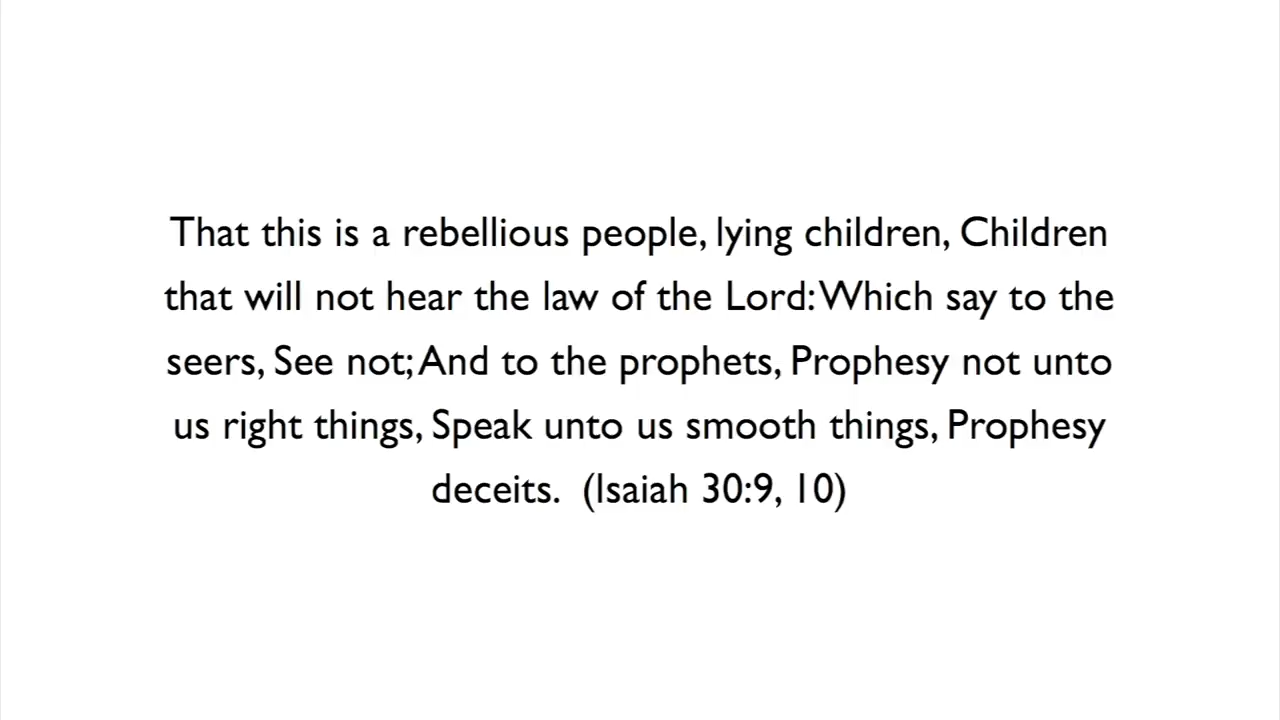 That this is a rebellious people, lying children, Children
that will not hear the law of the Lord: Which say to the
seers, See not; And to the prophets, Prophesy not unto
us right things, Speak unto us smooth things, Prophesy
deceits.  (Isaiah 30:9, 10)